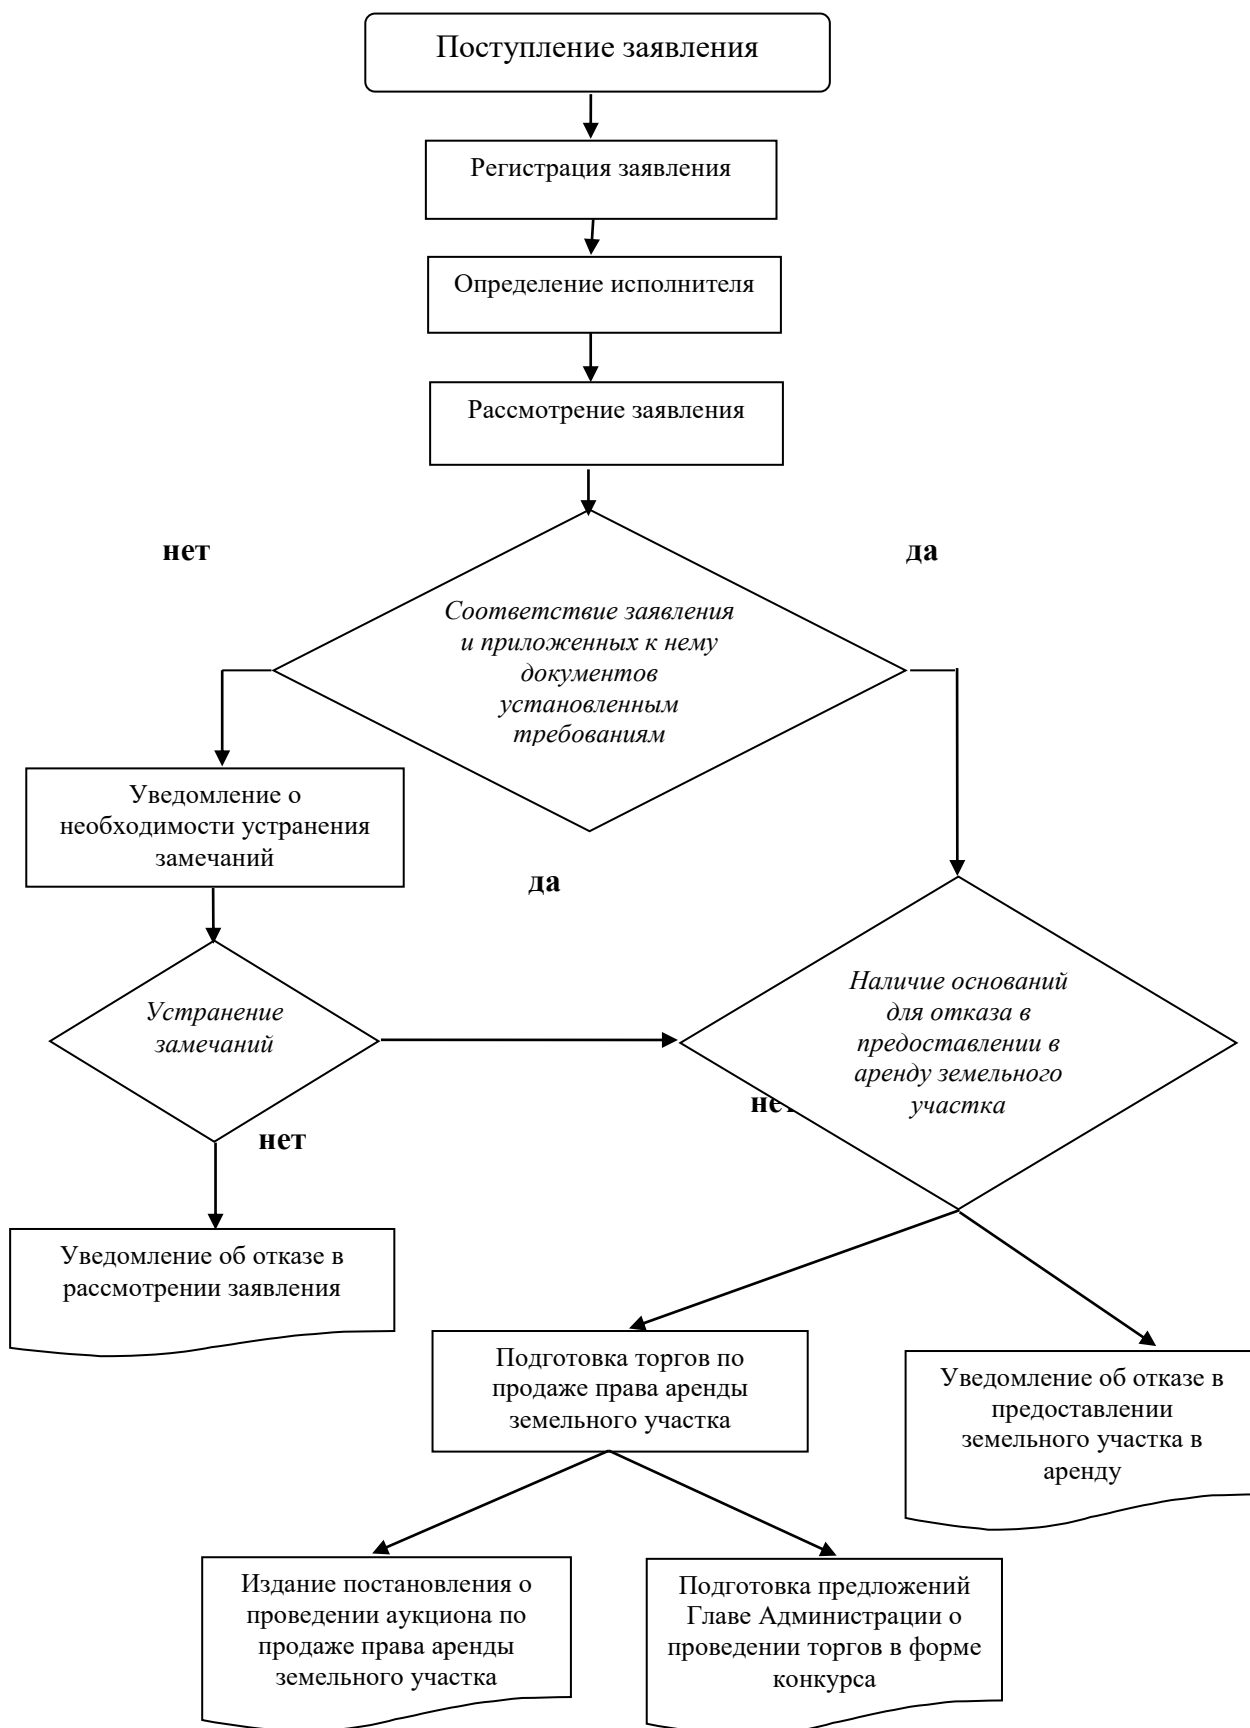 Поступление заявления
Регистрация заявления
Определение исполнителя
Рассмотрение заявления
нет
да
Соответствие заявления
и приложенных к нему
документов
установленным
требованиям
Уведомление о
необходимости устранения
замечаний
да
Устранение
замечаний
Наличие оснований
для отказа в
предоставлении в
аренду земельного
участка
нет
нет
Уведомление об отказе в
рассмотрении заявления
Подготовка торгов по
продаже права аренды
земельного участка
Уведомление об отказе в
предоставлении
земельного участка в
аренду
Издание постановления о
проведении аукциона по
продаже права аренды
земельного участка
Подготовка предложений
Главе Администрации о
проведении торгов в форме
конкурса